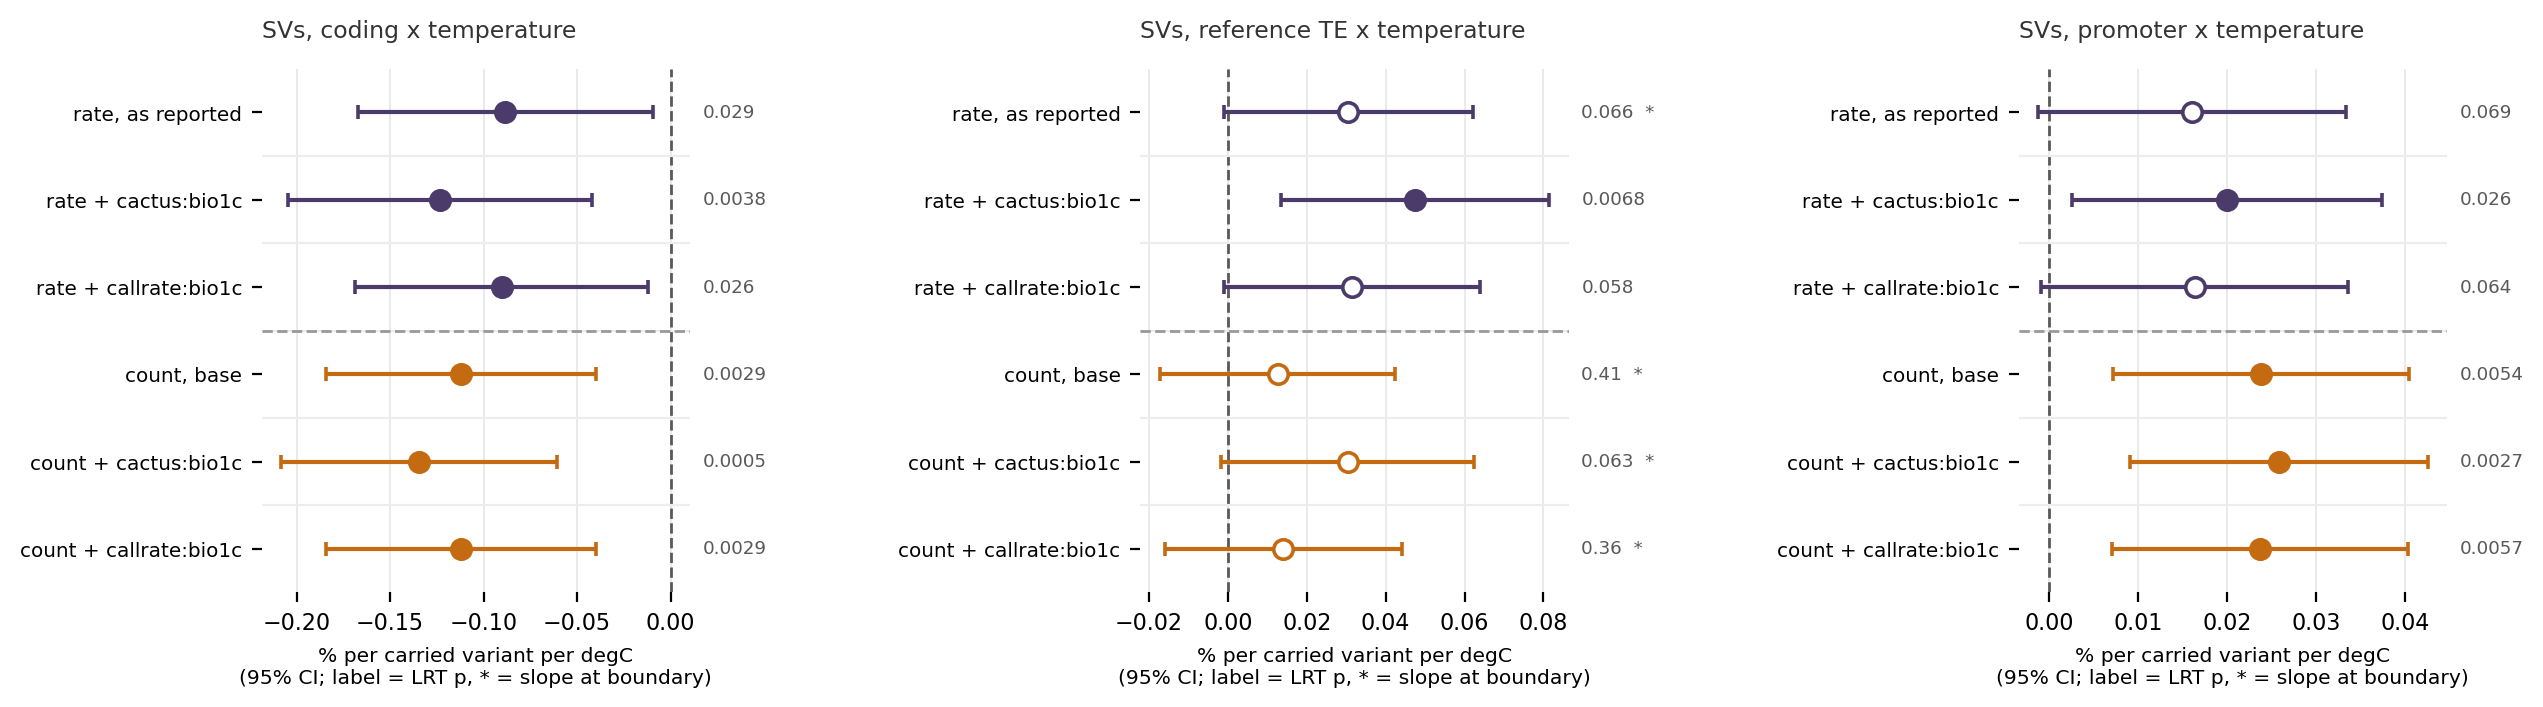 SVs, coding x temperature
rate, as reported
0.029
rate + cactus:bio1c
0.0038
rate + callrate:bio1c
0.026
count, base
0.0029
count + cactus:bio1c
0.0005
count + callrate:bio1c
0.0029
−0.20 −0.15 −0.10 −0.05 0.00
% per carried variant per degC
(95% CI; label = LRT p, * = slope at boundary)
SVs, reference TE x temperature
rate, as reported
0.066 *
rate + cactus:bio1c
0.0068
rate + callrate:bio1c
0.058
count, base
0.41 *
count + cactus:bio1c
0.063 *
count + callrate:bio1c
0.36 *
−0.02 0.00 0.02 0.04 0.06 0.08
% per carried variant per degC
(95% CI; label = LRT p, * = slope at boundary)
SVs, promoter x temperature
rate, as reported
0.069
rate + cactus:bio1c
0.026
rate + callrate:bio1c
0.064
count, base
0.0054
count + cactus:bio1c
0.0027
count + callrate:bio1c
0.0057
0.00 0.01 0.02 0.03 0.04
% per carried variant per degC
(95% CI; label = LRT p, * = slope at boundary)